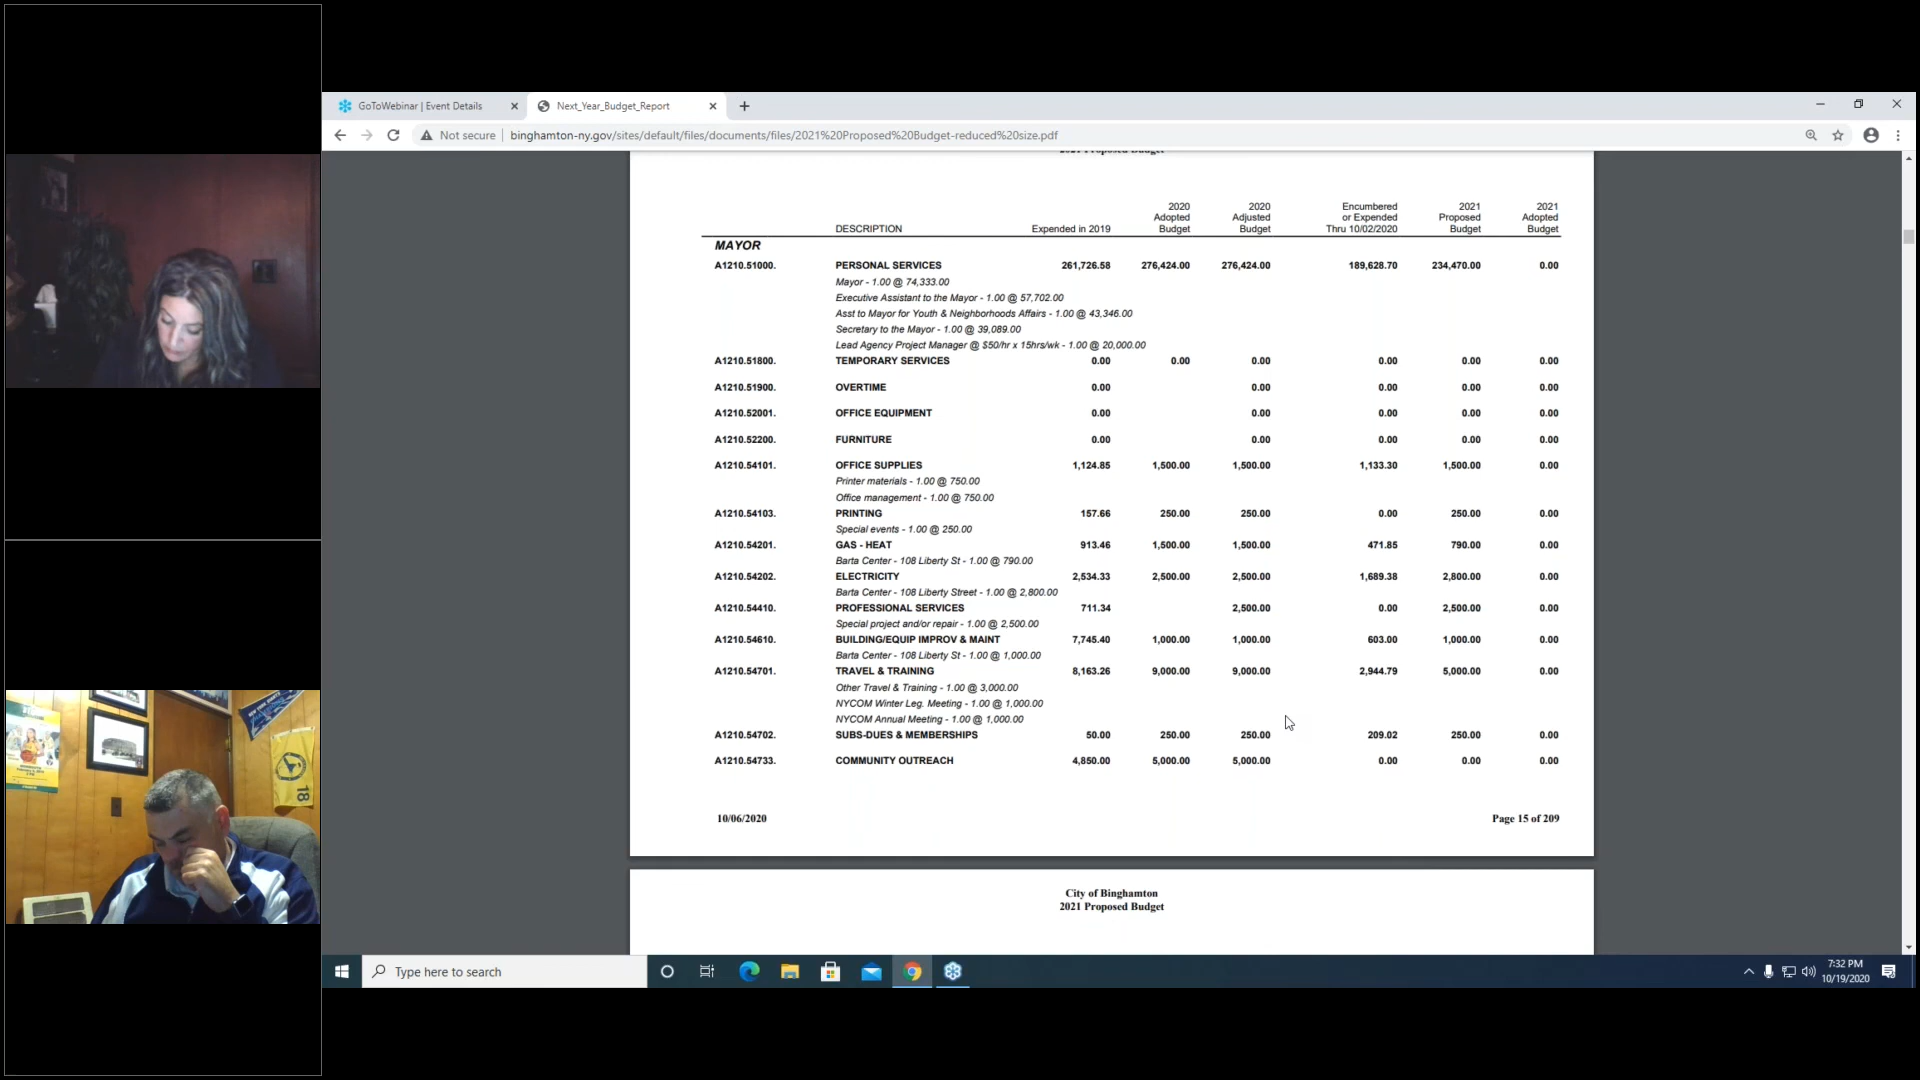 GoToWebinar | Event Details
Next_Year_Budget_Report
Not secure | binghamton-ny.gov/sites/default/files/documents/files/2021%20Proposed%20Budget-reduced%20size.pdf
2021 Proposed Budget
DESCRIPTION Expended in 2019 2020 Adopted Budget 2020 Adjusted Budget Encumbered or Expended Thru 10/02/2020 2021 Proposed Budget 2021 Adopted Budget
MAYOR
A1210.51000. PERSONAL SERVICES 261,726.58 276,424.00 276,424.00 189,628.70 234,470.00 0.00
Mayor - 1.00 @ 74,333.00
Executive Assistant to the Mayor - 1.00 @ 57,702.00
Asst to Mayor for Youth & Neighborhoods Affairs - 1.00 @ 43,346.00
Secretary to the Mayor - 1.00 @ 39,089.00
Lead Agency Project Manager @ $50/hr x 15hrs/wk - 1.00 @ 20,000.00
A1210.51800. TEMPORARY SERVICES 0.00 0.00 0.00 0.00 0.00 0.00
A1210.51900. OVERTIME 0.00 0.00 0.00 0.00 0.00
A1210.52001. OFFICE EQUIPMENT 0.00 0.00 0.00 0.00 0.00
A1210.52200. FURNITURE 0.00 0.00 0.00 0.00 0.00
A1210.54101. OFFICE SUPPLIES 1,124.85 1,500.00 1,500.00 1,133.30 1,500.00 0.00
Printer materials - 1.00 @ 750.00
Office management - 1.00 @ 750.00
A1210.54103. PRINTING 157.66 250.00 250.00 0.00 250.00 0.00
Special events - 1.00 @ 250.00
A1210.54201. GAS - HEAT 913.46 1,500.00 1,500.00 471.85 790.00 0.00
Barta Center - 108 Liberty St - 1.00 @ 790.00
A1210.54202. ELECTRICITY 2,534.33 2,500.00 2,500.00 1,689.38 2,800.00 0.00
Barta Center - 108 Liberty Street - 1.00 @ 2,800.00
A1210.54410. PROFESSIONAL SERVICES 711.34 2,500.00 0.00 2,500.00 0.00
Special project and/or repair - 1.00 @ 2,500.00
A1210.54610. BUILDING/EQUIP IMPROV & MAINT 7,745.40 1,000.00 1,000.00 603.00 1,000.00 0.00
Barta Center - 108 Liberty St - 1.00 @ 1,000.00
A1210.54701. TRAVEL & TRAINING 8,163.26 9,000.00 9,000.00 2,944.79 5,000.00 0.00
Other Travel & Training - 1.00 @ 3,000.00
NYCOM Winter Leg. Meeting - 1.00 @ 1,000.00
NYCOM Annual Meeting - 1.00 @ 1,000.00
A1210.54702. SUBS-DUES & MEMBERSHIPS 50.00 250.00 250.00 209.02 250.00 0.00
A1210.54733. COMMUNITY OUTREACH 4,850.00 5,000.00 5,000.00 0.00 0.00 0.00
10/06/2020 Page 15 of 209
City of Binghamton
2021 Proposed Budget
Type here to search
7:32 PM
10/19/2020
18